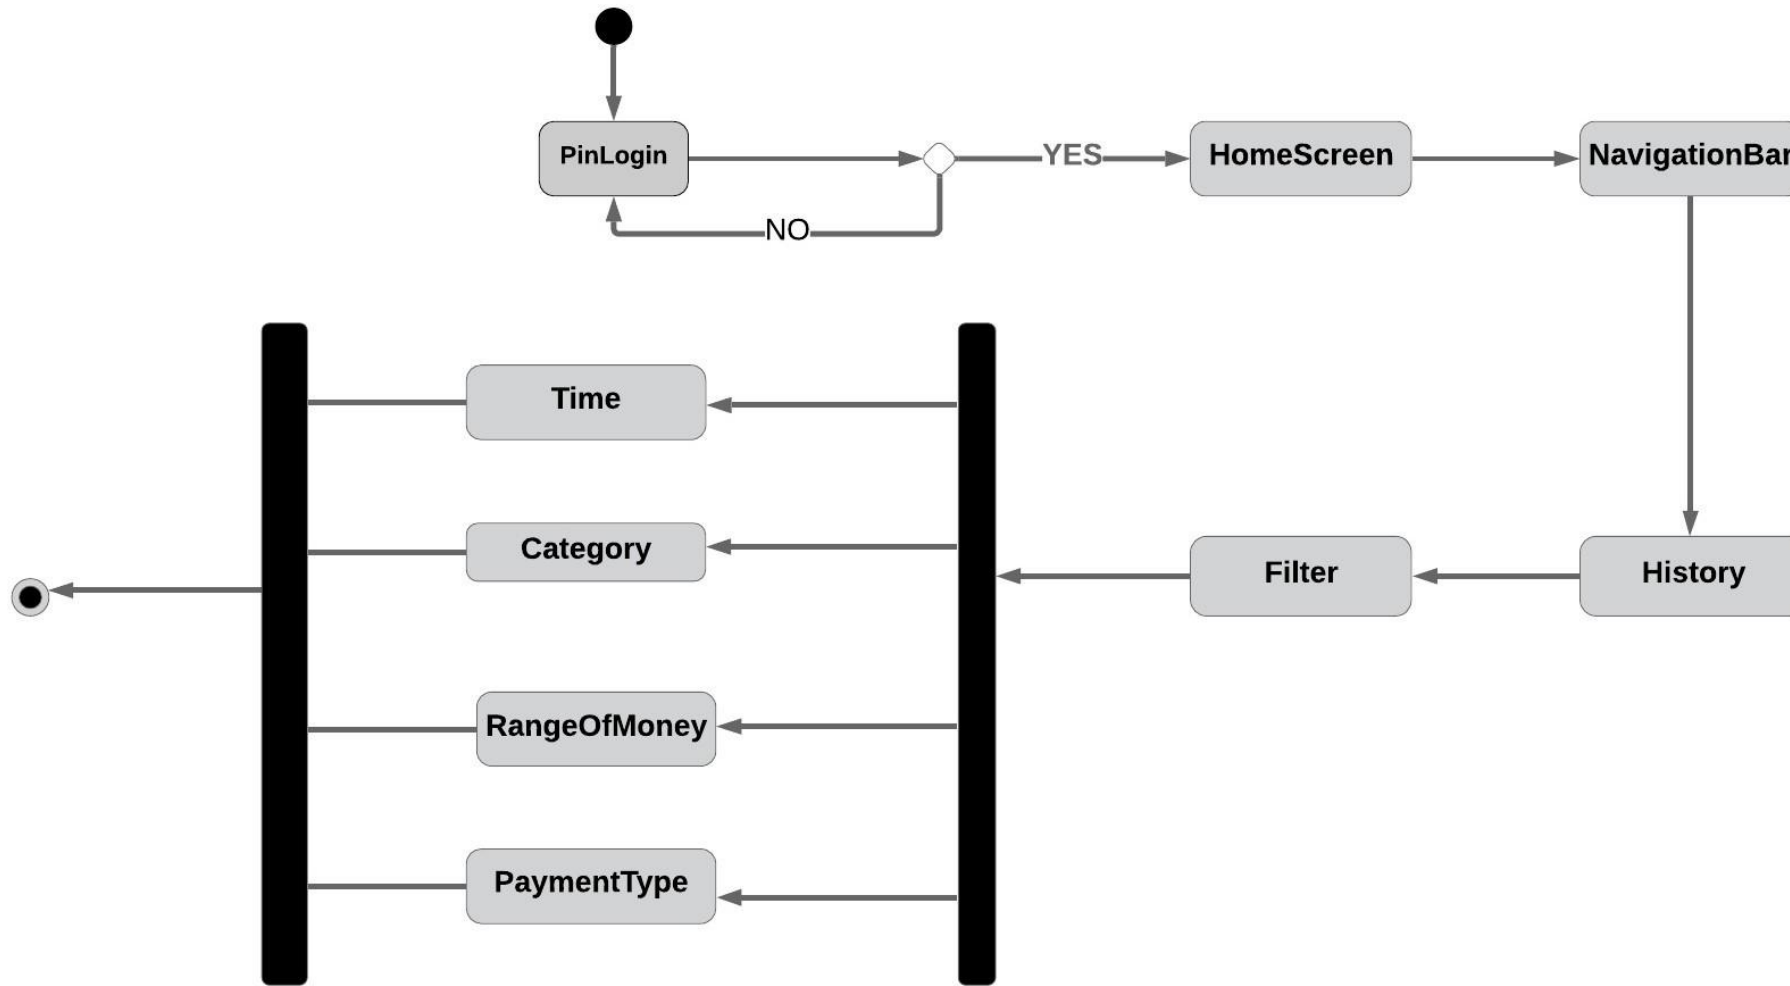 PinLogin
YES
HomeScreen
NavigationBar
NO
Time
Category
Filter
History
RangeOfMoney
PaymentType